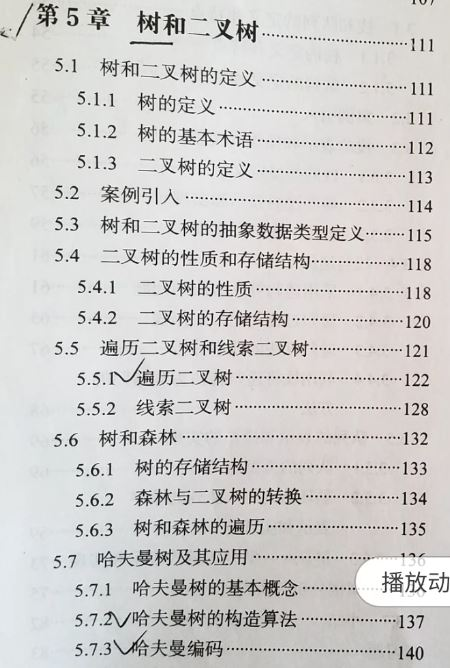 第5章 树和二叉树 111
5.1 树和二叉树的定义 111
5.1.1 树的定义 111
5.1.2 树的基本术语 112
5.1.3 二叉树的定义 113
5.2 案例引入 114
5.3 树和二叉树的抽象数据类型定义 115
5.4 二叉树的性质和存储结构 118
5.4.1 二叉树的性质 118
5.4.2 二叉树的存储结构 120
5.5 遍历二叉树和线索二叉树 121
5.5.1 遍历二叉树 122
5.5.2 线索二叉树 128
5.6 树和森林 132
5.6.1 树的存储结构 133
5.6.2 森林与二叉树的转换 134
5.6.3 树和森林的遍历 135
5.7 哈夫曼树及其应用 136
播放动
5.7.1 哈夫曼树的基本概念
5.7.2 哈夫曼树的构造算法 137
5.7.3 哈夫曼编码 140